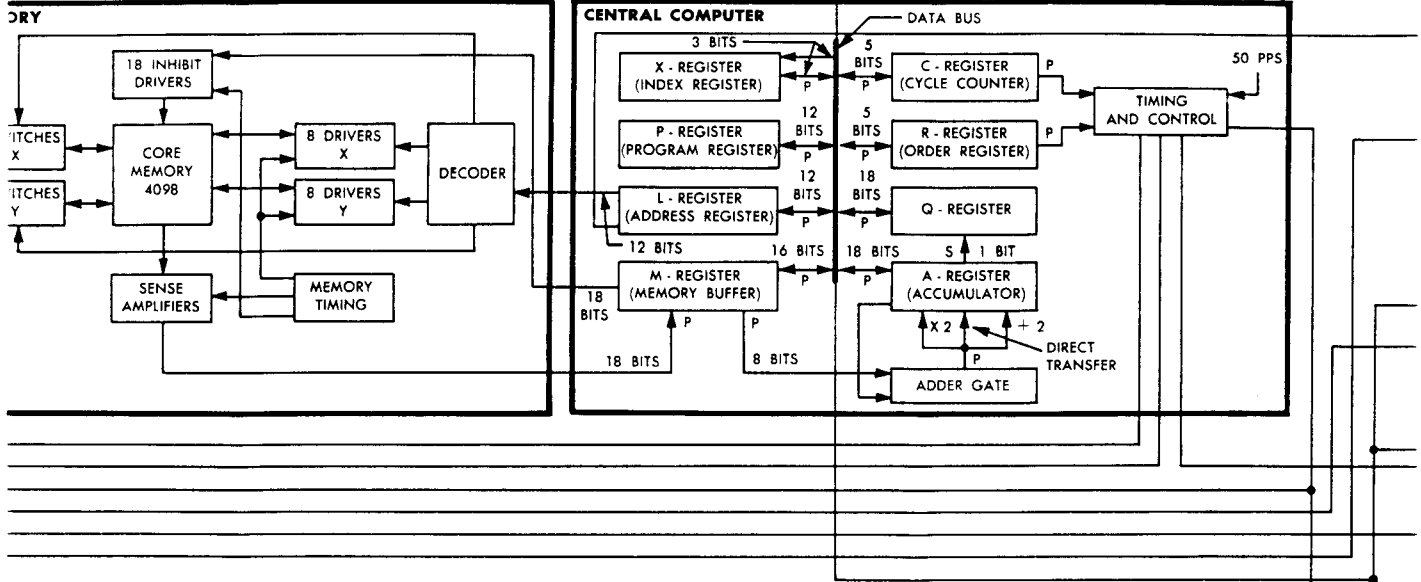 ORY
18 INHIBIT
DRIVERS
ITCHES
X
ITCHES
Y
CORE
MEMORY
4098
8 DRIVERS
X
8 DRIVERS
Y
DECODER
SENSE
AMPLIFIERS
MEMORY
TIMING
CENTRAL COMPUTER
DATA BUS
3 BITS
X - REGISTER
(INDEX REGISTER)
P
5
BITS
P
C - REGISTER
(CYCLE COUNTER)
P
50 PPS
TIMING
AND CONTROL
P - REGISTER
(PROGRAM REGISTER)
12
BITS
P
5
BITS
P
R - REGISTER
(ORDER REGISTER)
P
L - REGISTER
(ADDRESS REGISTER)
12
BITS
P
18
BITS
P
Q - REGISTER
12 BITS
16 BITS
P
18 BITS
P
S
1 BIT
M - REGISTER
(MEMORY BUFFER)
A - REGISTER
(ACCUMULATOR)
18
BITS
P
P
X 2
+ 2
DIRECT
TRANSFER
P
18 BITS
8 BITS
ADDER GATE